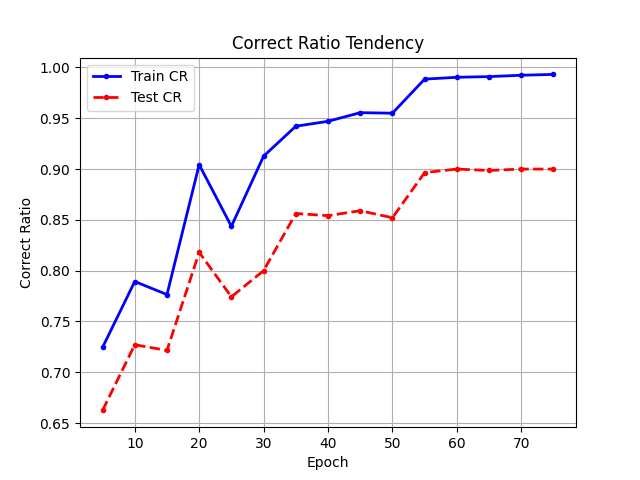 Correct Ratio Tendency
Train CR
Test CR
1.00
0.95
0.90
0.85
0.80
0.75
0.70
0.65
Correct Ratio
10 20 30 40 50 60 70
Epoch